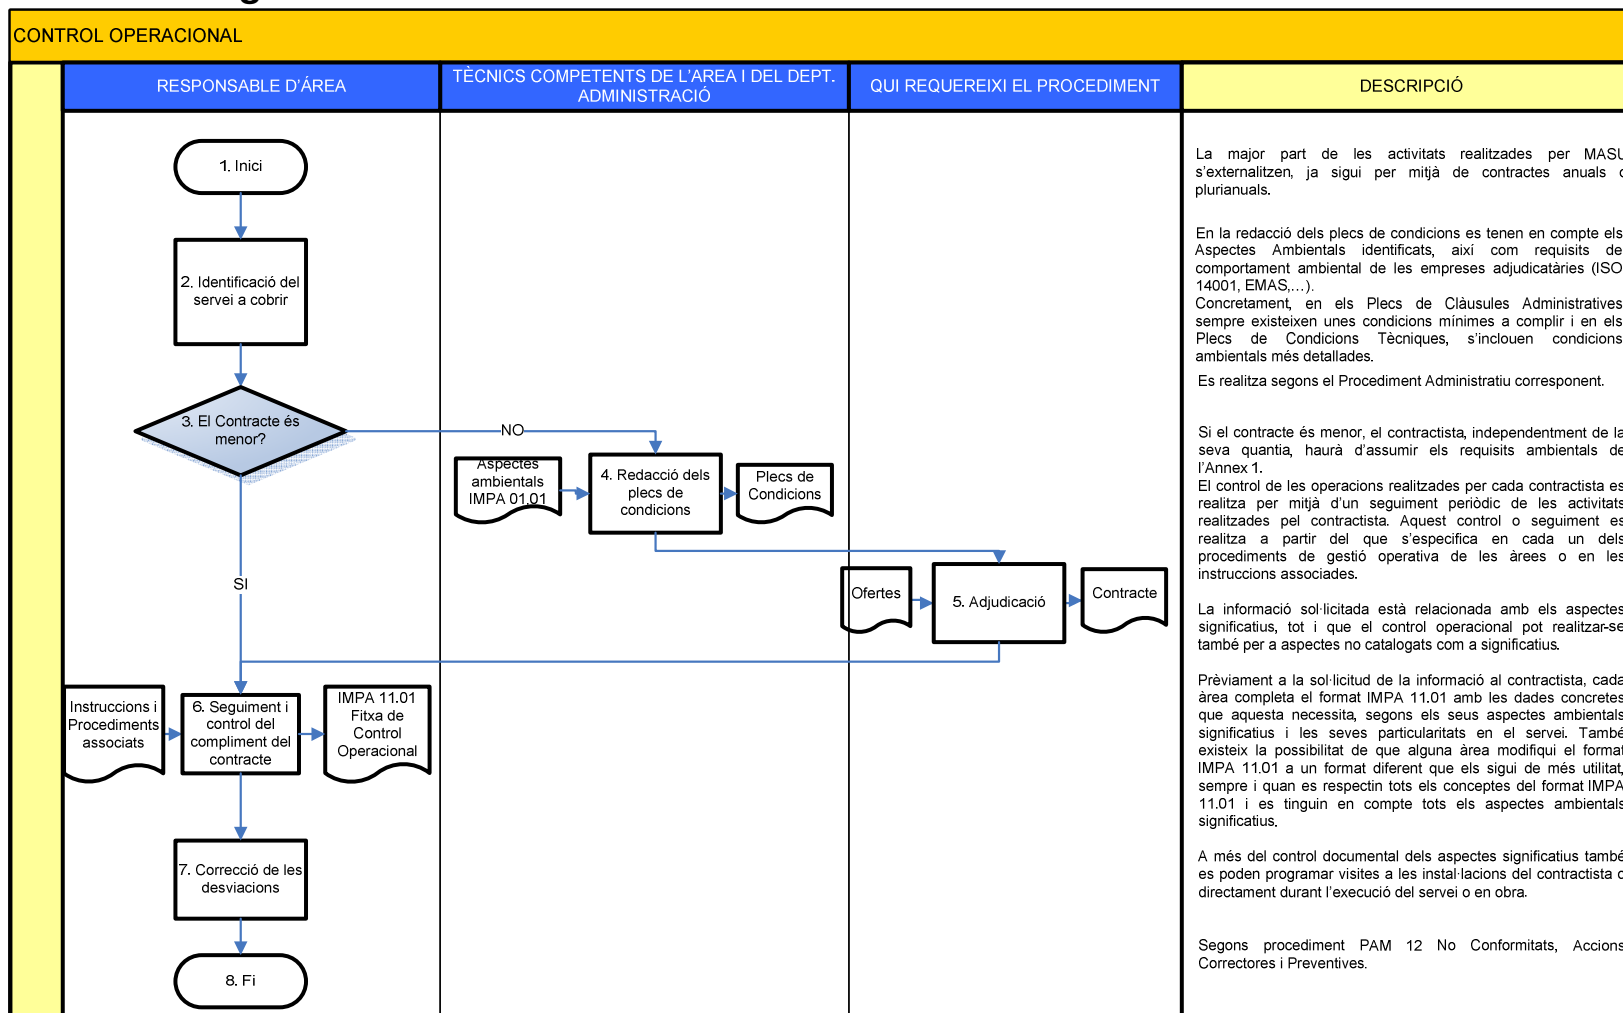 CONTROL OPERACIONAL
RESPONSABLE D'ÁREA
TÈCNICS COMPETENTS DE L'AREA I DEL DEPT.
ADMINISTRACIÓ
QUI REQUEREIXI EL PROCEDIMENT
DESCRIPCIÓ
1. Inici
2. Identificació del
servei a cobrir
3. El Contracte és
menor?
NO
SI
Aspectes
ambientals
IMPA 01.01
4. Redacció dels
plecs de
condicions
Plecs de
Condicions
Ofertes
5. Adjudicació
Contracte
Instruccions i
Procediments
associats
6. Seguiment i
control del
compliment del
contracte
IMPA 11.01
Fitxa de
Control
Operacional
7. Correcció de les
desviacions
8. Fi
La major part de les activitats realitzades per MASU
s'externalitzen, ja sigui per mitjà de contractes anuals o
plurianuals.
En la redacció dels plecs de condicions es tenen en compte els
Aspectes Ambientals identificats, així com requisits de
comportament ambiental de les empreses adjudicatàries (ISO
14001, EMAS,...).
Concretament, en els Plecs de Clàusules Administratives
sempre existeixen unes condicions mínimes a complir i en els
Plecs de Condicions Tècniques, s'inclouen condicions
ambientals més detallades.
Es realitza segons el Procediment Administratiu corresponent.
Si el contracte és menor, el contractista, independentment de la
seva quantia, haurà d'assumir els requisits ambientals de
l'Annex 1.
El control de les operacions realitzades per cada contractista es
realitza per mitjà d'un seguiment periòdic de les activitats
realitzades pel contractista. Aquest control o seguiment es
realitza a partir del que s'especifica en cada un dels
procediments de gestió operativa de les àrees o en les
instruccions associades.
La informació sol·licitada està relacionada amb els aspectes
significatius, tot i que el control operacional pot realitzar-se
també per a aspectes no catalogats com a significatius.
Prèviament a la sol·licitud de la informació al contractista, cada
àrea completa el format IMPA 11.01 amb les dades concretes
que aquesta necessita, segons els seus aspectes ambientals
significatius i les seves particularitats en el servei. També
existeix la possibilitat de que alguna àrea modifiqui el format
IMPA 11.01 a un format diferent que els sigui de més utilitat,
sempre i quan es respectin tots els conceptes del format IMPA
11.01 i es tinguin en compte tots els aspectes ambientals
significatius.
A més del control documental dels aspectes significatius també
es poden programar visites a les instal·lacions del contractista o
directament durant l'execució del servei o en obra.
Segons procediment PAM 12 No Conformitats, Accions
Correctores i Preventives.